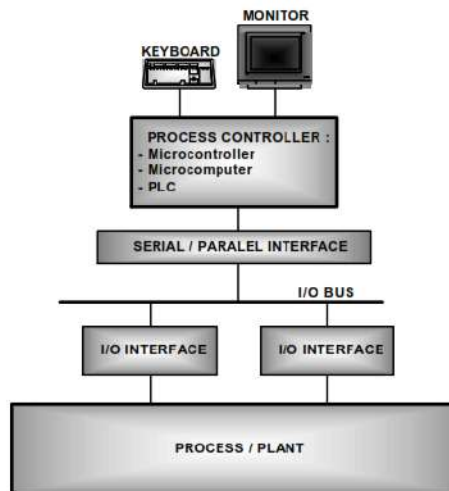 MONITOR
KEYBOARD
PROCESS CONTROLLER :
- Microcontroller
- Microcomputer
- PLC
SERIAL / PARALEL INTERFACE
I/O BUS
I/O INTERFACE
I/O INTERFACE
PROCESS / PLANT